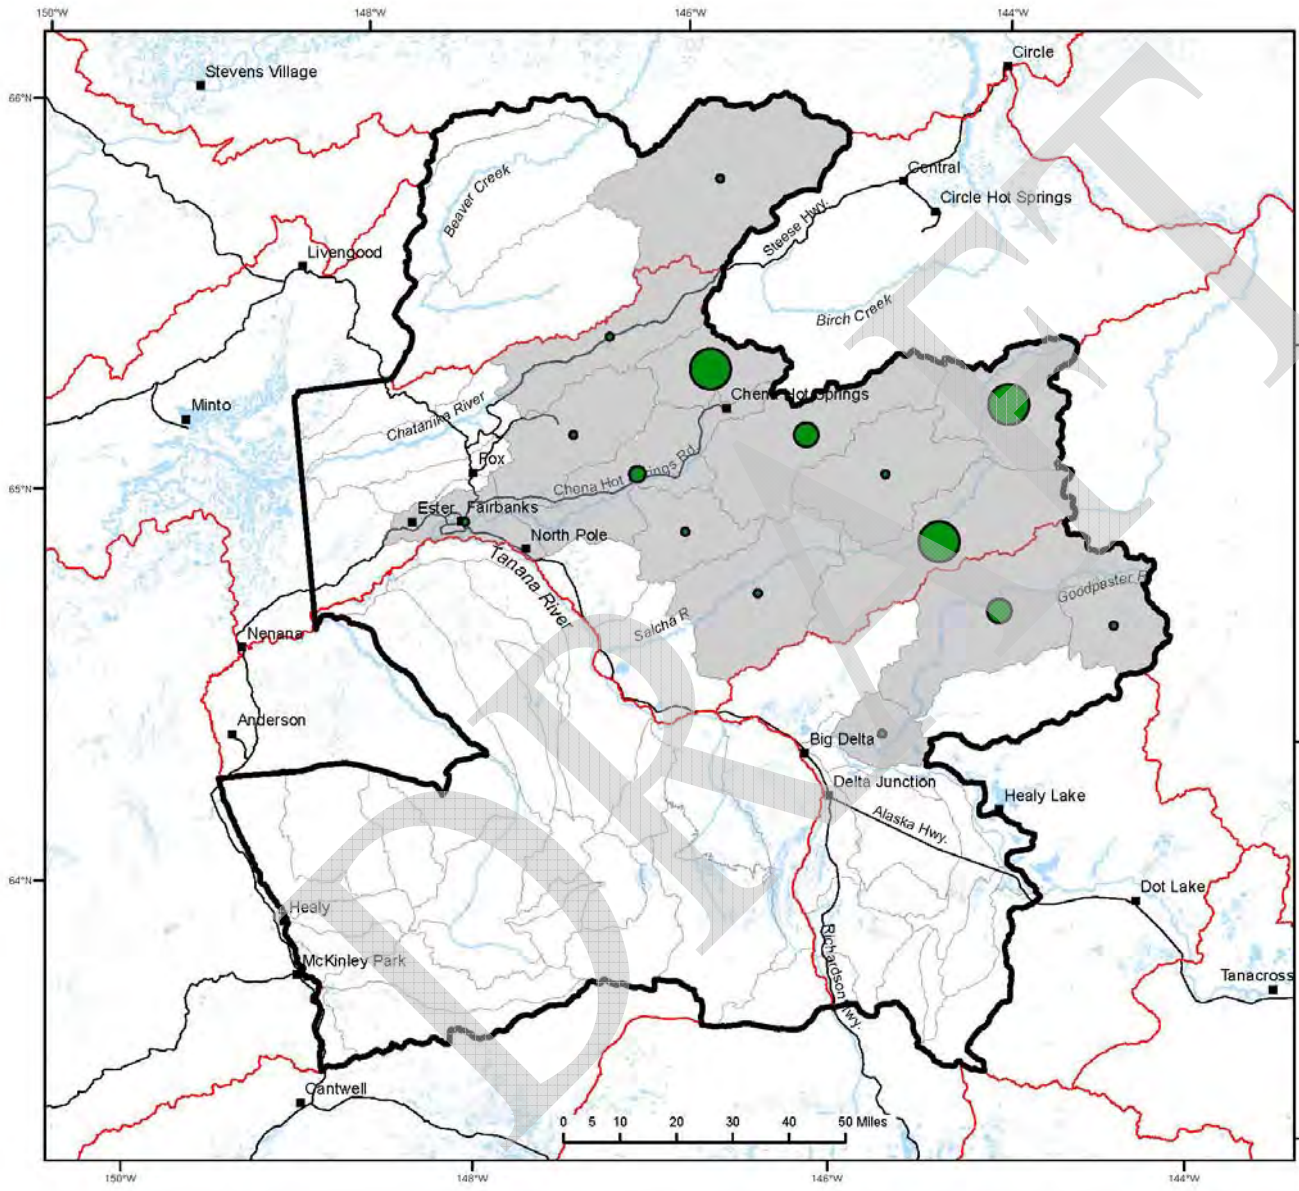 150°W 148°W 146°W 144°W
Circle
Stevens Village
66°N
Central
Beaver Creek
Circle Hot Springs
Steese Hwy.
Livengood
Birch Creek
Chena Hot Springs
Minto
Chatanika River
Fox
Chena Hot Springs Rd.
65°N
Ester Fairbanks
North Pole
Tanana River
Goodpaster R
Salcha R
Nenana
Anderson
Big Delta
Delta Junction
Healy Lake
Alaska Hwy.
64°N
Dot Lake
Healy
McKinley Park
Richardson Hwy.
Tanacross
Cantwell
0 5 10 20 30 40 50 Miles
150°W 148°W 146°W 144°W
DRAFT